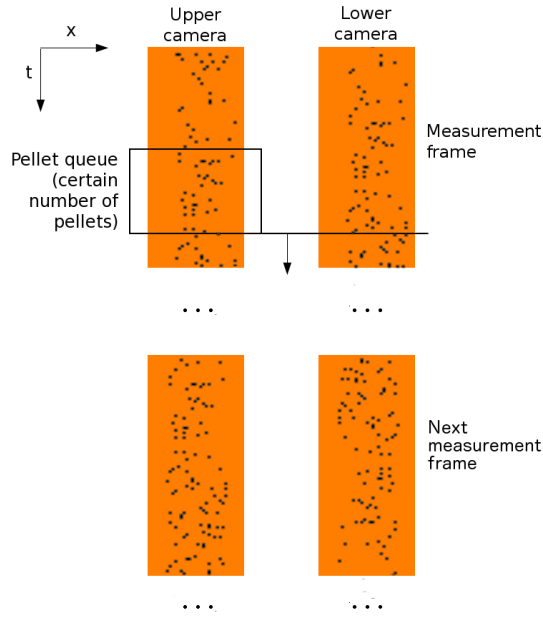 Upper
camera
Lower
camera
x
t
Measurement
frame
Pellet queue
(certain
number of
pellets)
...
...
Next
measurement
frame
...
...